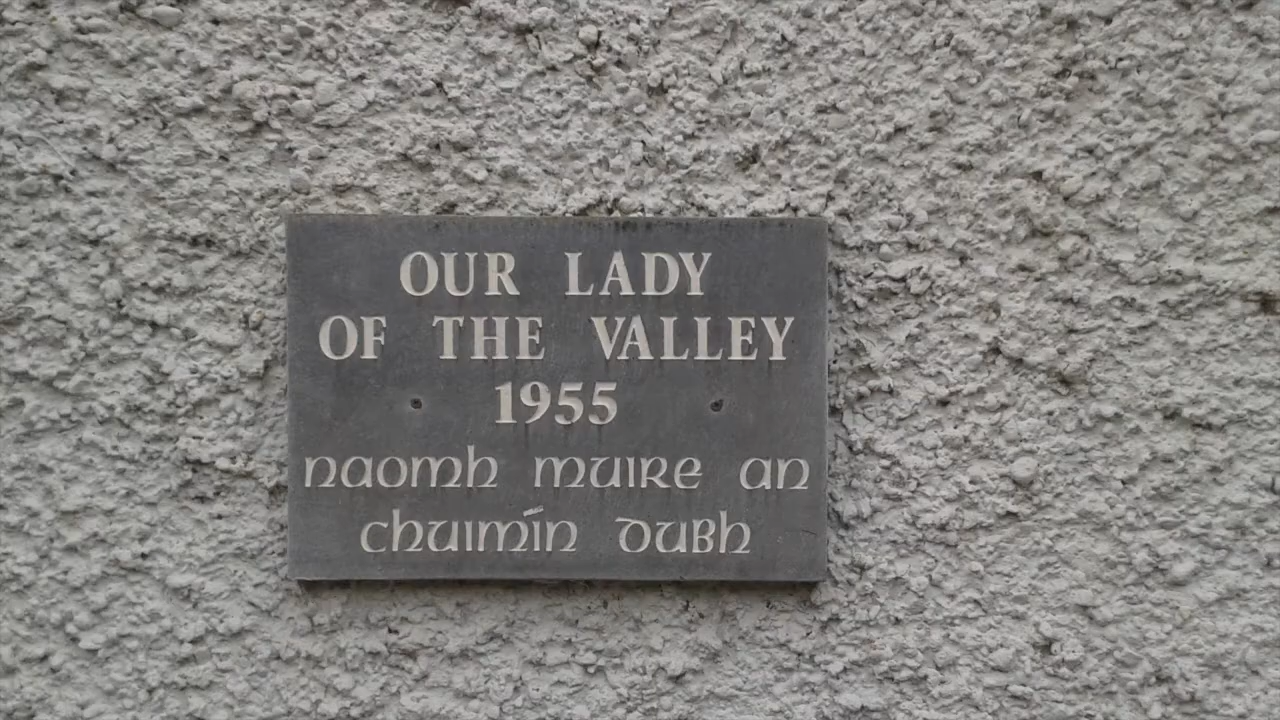 OUR LADY
OF THE VALLEY
1955
naomh muire an
chuimín dubh